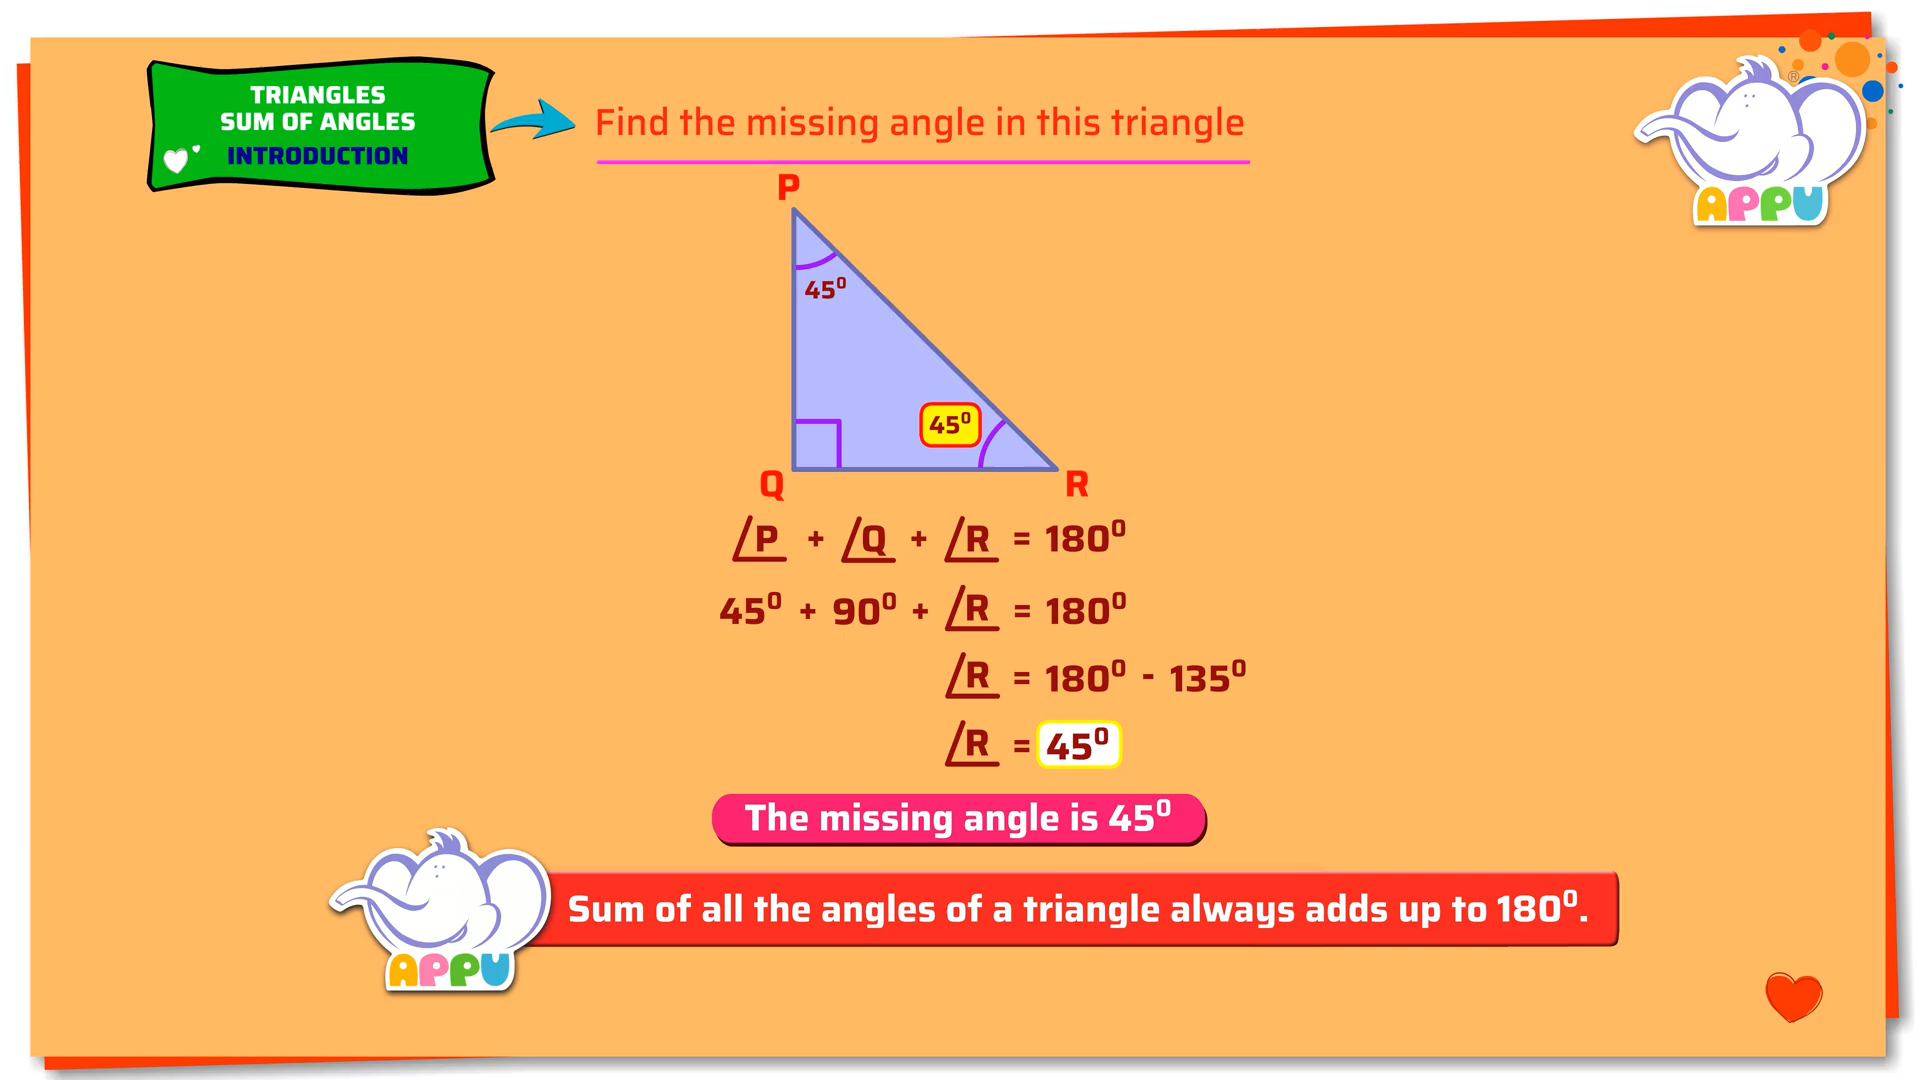 TRIANGLES
SUM OF ANGLES
INTRODUCTION
Find the missing angle in this triangle
®
APPU
P
45⁰
45⁰
Q
R
∠P + ∠Q + ∠R = 180⁰
45⁰ + 90⁰ + ∠R = 180⁰
∠R = 180⁰ - 135⁰
∠R = 45⁰
The missing angle is 45⁰
Sum of all the angles of a triangle always adds up to 180⁰.
APPU